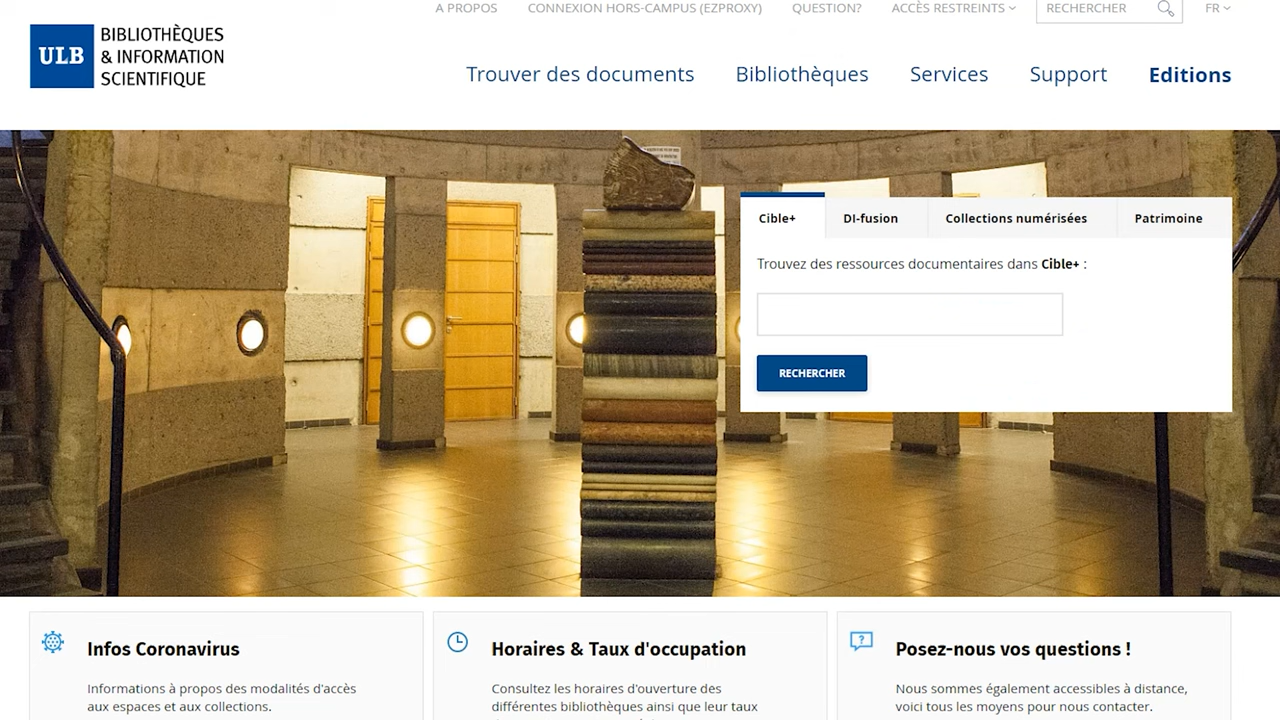 A PROPOS CONNEXION HORS-CAMPUS (EZPROXY) QUESTION? ACCÈS RESTREINTS RECHERCHER FR
ULB BIBLIOTHÈQUES
& INFORMATION
SCIENTIFIQUE
Trouver des documents Bibliothèques Services Support Editions
Cible+ DI-fusion Collections numérisées Patrimoine
Trouvez des ressources documentaires dans Cible+ :
RECHERCHER
Infos Coronavirus
Informations à propos des modalités d'accès
aux espaces et aux collections.
Horaires & Taux d'occupation
Consultez les horaires d'ouverture des
différentes bibliothèques ainsi que leur taux
Posez-nous vos questions !
Nous sommes également accessibles à distance,
voici tous les moyens pour nous contacter.